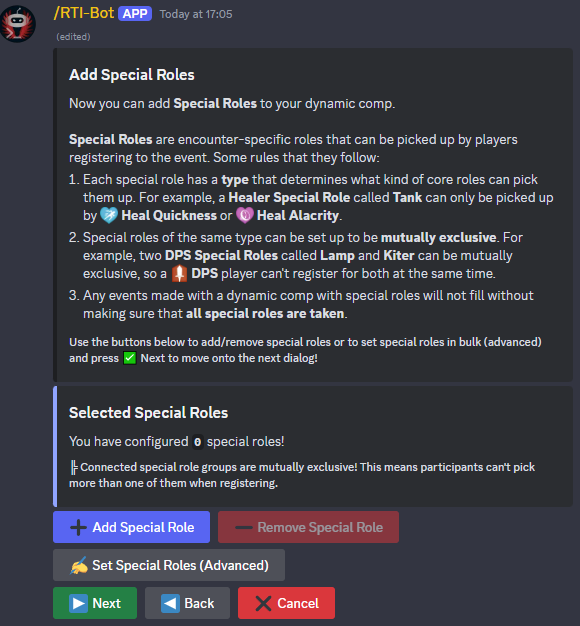 /RTI-Bot APP Today at 17:05
(edited)
Add Special Roles
Now you can add Special Roles to your dynamic comp.
Special Roles are encounter-specific roles that can be picked up by players
registering to the event. Some rules that they follow:
1. Each special role has a type that determines what kind of core roles can pick
them up. For example, a Healer Special Role called Tank can only be picked up
by Heal Quickness or Heal Alacrity.
2. Special roles of the same type can be set up to be mutually exclusive. For
example, two DPS Special Roles called Lamp and Kiter can be mutually
exclusive, so a DPS player can't register for both at the same time.
3. Any events made with a dynamic comp with special roles will not fill without
making sure that all special roles are taken.
Use the buttons below to add/remove special roles or to set special roles in bulk (advanced)
and press ✅ Next to move onto the next dialog!
Selected Special Roles
You have configured 0 special roles!
╠ Connected special role groups are mutually exclusive! This means participants can't pick
more than one of them when registering.
Add Special Role
Remove Special Role
Set Special Roles (Advanced)
Next
Back
Cancel